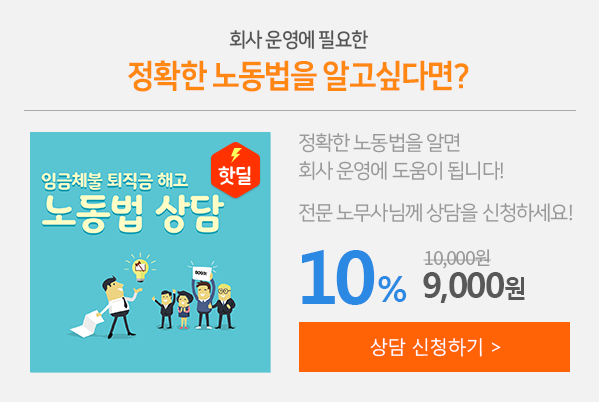 회사 운영에 필요한
정확한 노동법을 알고싶다면?
핫딜
임금체불 퇴직금 해고
노동법 상담
정확한 노동법을 알면
회사 운영에 도움이 됩니다!
전문 노무사님께 상담을 신청하세요!
10%
10,000원
9,000원
상담 신청하기 >